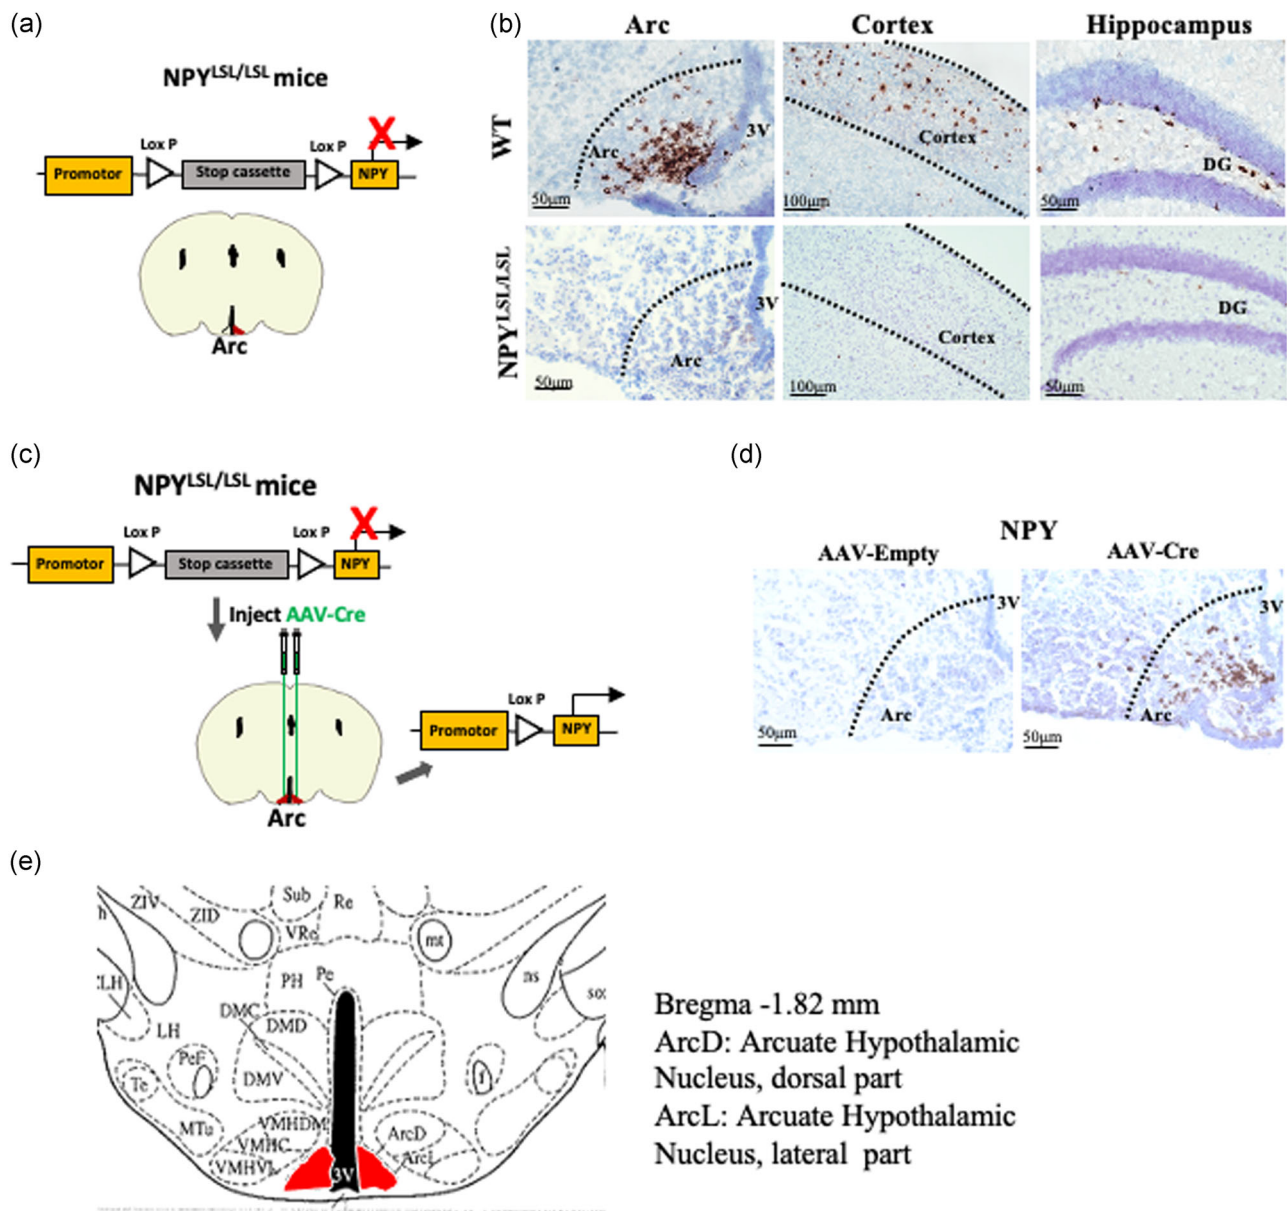 (a)
NPYLSL/LSL mice
Lox P
Lox P
Promotor
Stop cassette
NPY
X
Arc
(b)
Arc
Cortex
Hippocampus
WT
Arc
3V
50μm
Cortex
100μm
DG
50μm
NPYLSL/LSL
3V
Arc
50μm
Cortex
100μm
DG
50μm
(c)
NPYLSL/LSL mice
Lox P
Lox P
X
Promotor
Stop cassette
NPY
Inject AAV-Cre
Lox P
Promotor
NPY
Arc
(d)
NPY
AAV-Empty
AAV-Cre
Arc
50μm
3V
Arc
50μm
3V
(e)
ZIV
ZID
Sub
Re
h
VRe
mt
PH
Pe
ns
LH
DMC
DMD
LH
PeF
DMV
f
Te
MTu
VMHDM
VMHC
VMHVL
ArcD
3V
Bregma -1.82 mm
ArcD: Arcuate Hypothalamic
Nucleus, dorsal part
ArcL: Arcuate Hypothalamic
Nucleus, lateral part